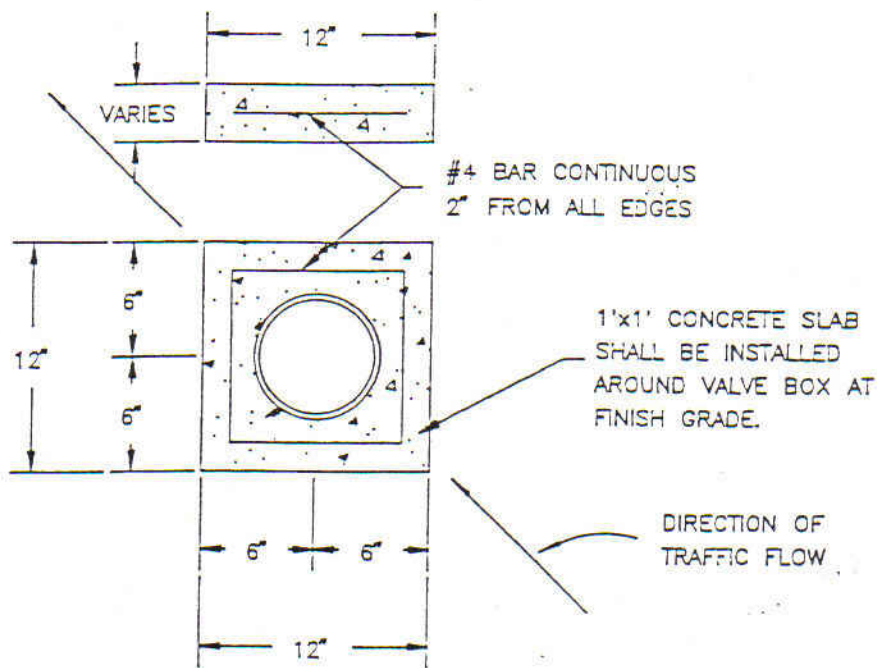 12"
VARIES
#4 BAR CONTINUOUS
2" FROM ALL EDGES
6"
12"
6"
1'x1' CONCRETE SLAB
SHALL BE INSTALLED
AROUND VALVE BOX AT
FINISH GRADE.
6" 6"
DIRECTION OF
TRAFFIC FLOW
12"